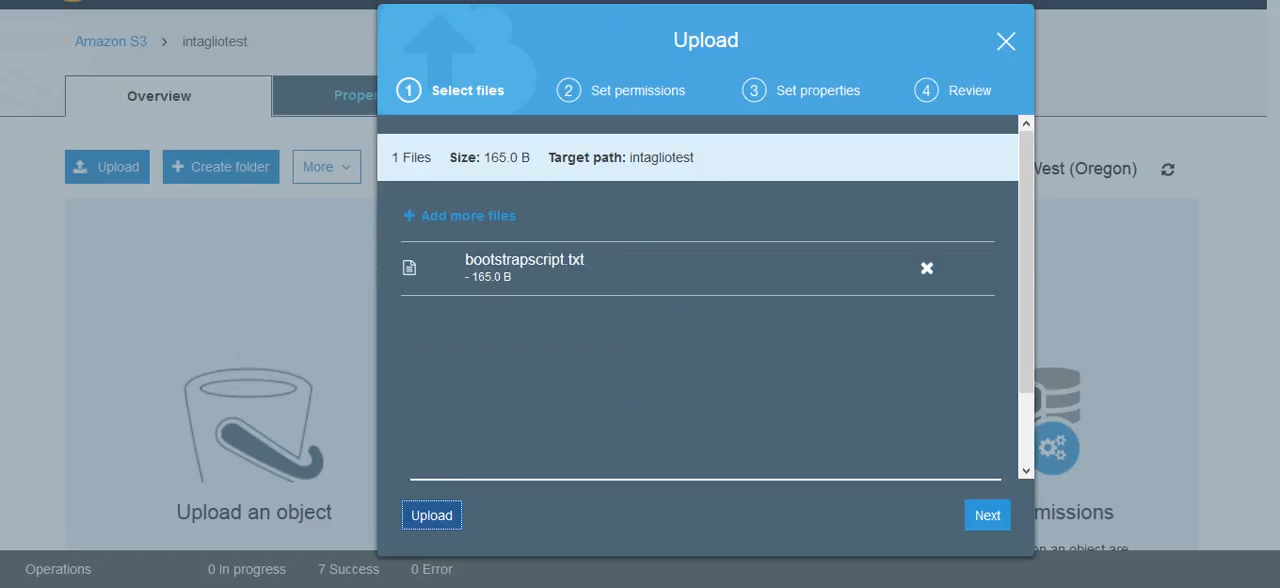 Upload
Amazon S3 > intagliotest
1 Select files 2 Set permissions 3 Set properties 4 Review
Overview
1 Files Size: 165.0 B Target path: intagliotest
Upload + Create folder More
West (Oregon)
+ Add more files
bootstrapscript.txt
- 165.0 B
Upload an object
Upload Next
Operations 0 In progress 7 Success 0 Error